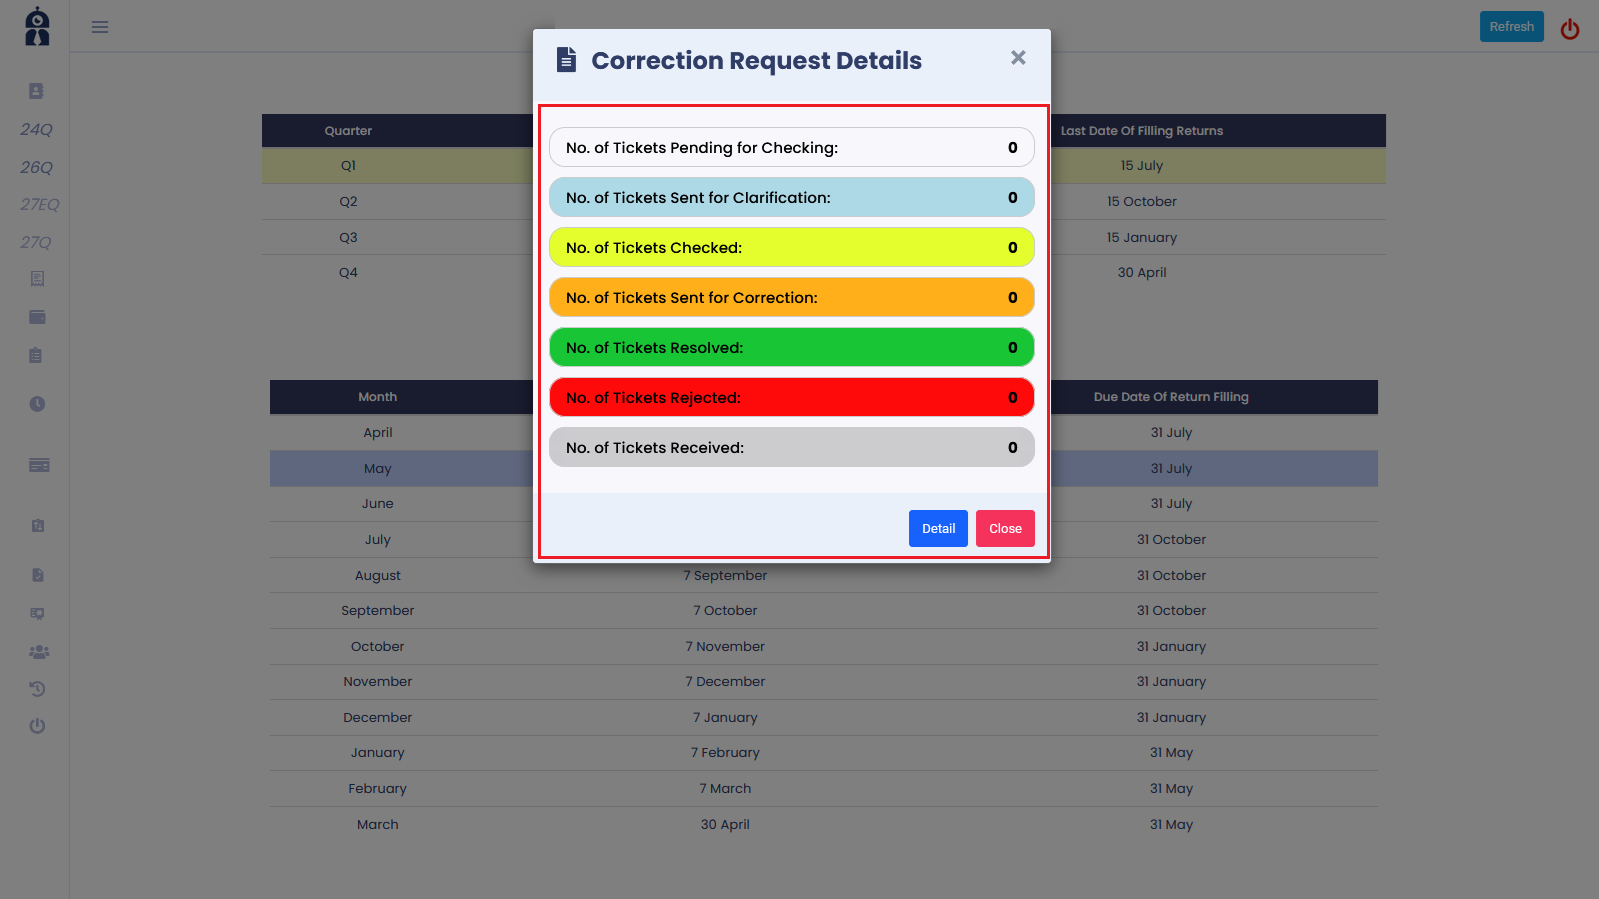 Refresh
Correction Request Details
24Q
26Q
27EQ
27Q
Quarter Last Date Of Filling Returns
Q1 15 July
Q2 15 October
Q3 15 January
Q4 30 April
No. of Tickets Pending for Checking: 0
No. of Tickets Sent for Clarification: 0
No. of Tickets Checked: 0
No. of Tickets Sent for Correction: 0
No. of Tickets Resolved: 0
No. of Tickets Rejected: 0
No. of Tickets Received: 0
Detail Close
Month Due Date Of Return Filling
April 31 July
May 31 July
June 31 July
July 31 October
August 7 September 31 October
September 7 October 31 October
October 7 November 31 January
November 7 December 31 January
December 7 January 31 January
January 7 February 31 May
February 7 March 31 May
March 30 April 31 May